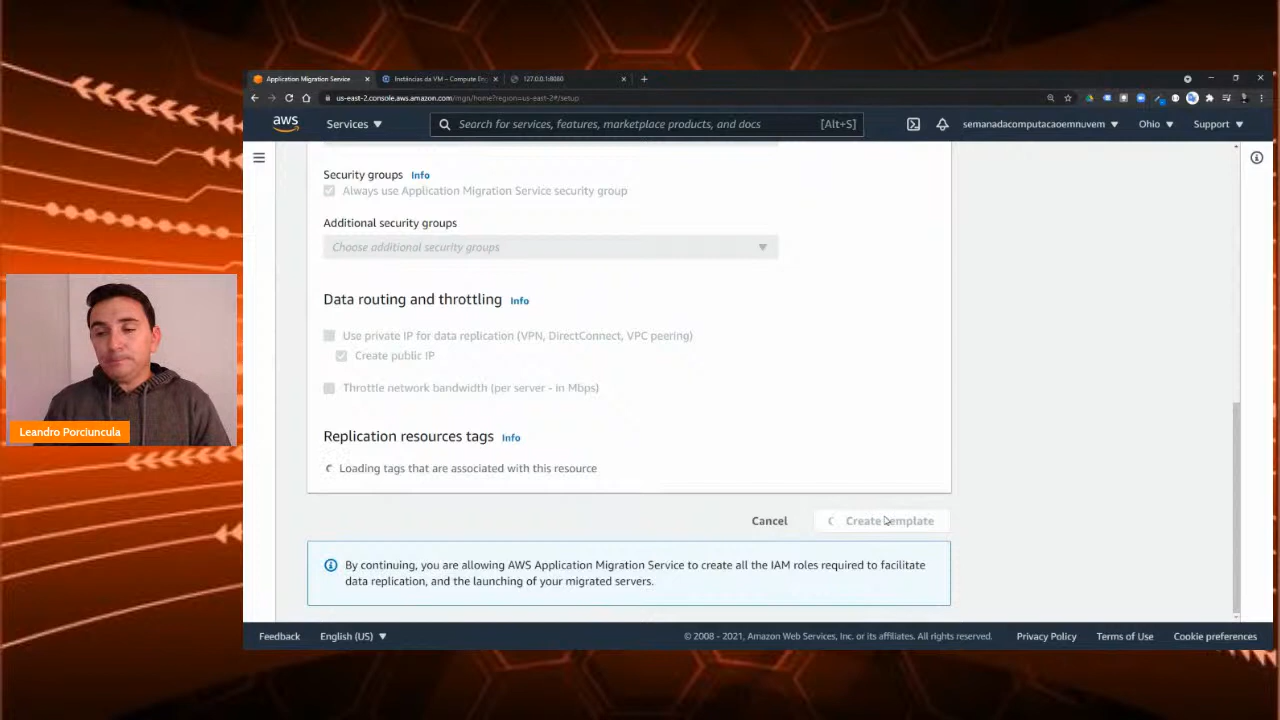 Application Migration Service
Instâncias da VM – Compute En
127.0.0.1:8080
us-east-2.console.aws.amazon.com/mgn/home?region=us-east-2#/setup
aws
Services
Search for services, features, marketplace products, and docs
[Alt+S]
semanadacomputacaoemnuvem
Ohio
Support
Security groups Info
Always use Application Migration Service security group
Additional security groups
Choose additional security groups
Data routing and throttling Info
Use private IP for data replication (VPN, DirectConnect, VPC peering)
Create public IP
Throttle network bandwidth (per server - in Mbps)
Replication resources tags Info
Loading tags that are associated with this resource
Cancel
Create template
By continuing, you are allowing AWS Application Migration Service to create all the IAM roles required to facilitate
data replication, and the launching of your migrated servers.
Leandro Porciuncula
Feedback
English (US)
© 2008 - 2021, Amazon Web Services, Inc. or its affiliates. All rights reserved.
Privacy Policy
Terms of Use
Cookie preferences